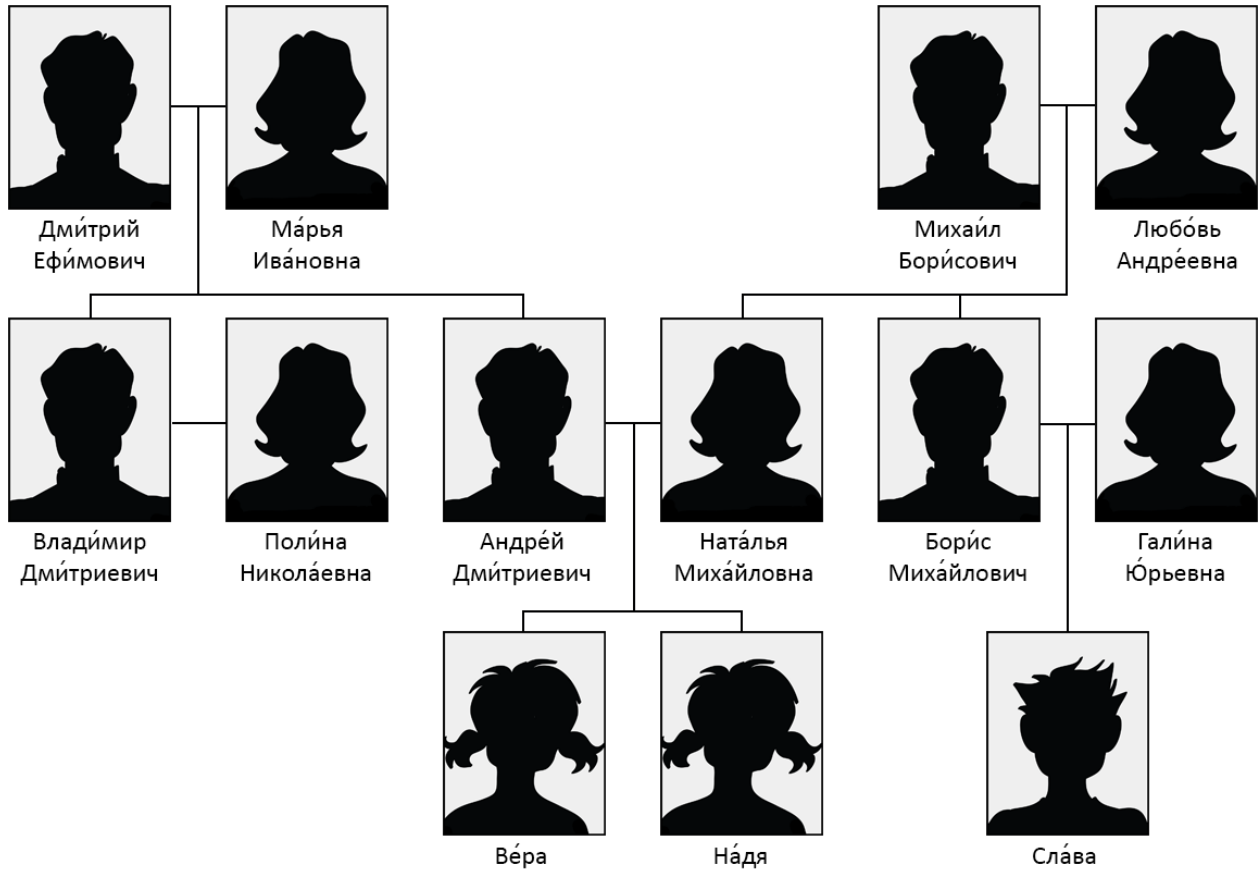 Дми́трий
Ефи́мович
Ма́рья
Ива́новна
Михаи́л
Бори́сович
Любо́вь
Андре́евна
Влади́мир
Дми́триевич
Поли́на
Никола́евна
Андре́й
Дми́триевич
Ната́лья
Миха́йловна
Бори́с
Миха́йлович
Гали́на
Ю́рьевна
Ве́ра
На́дя
Сла́ва